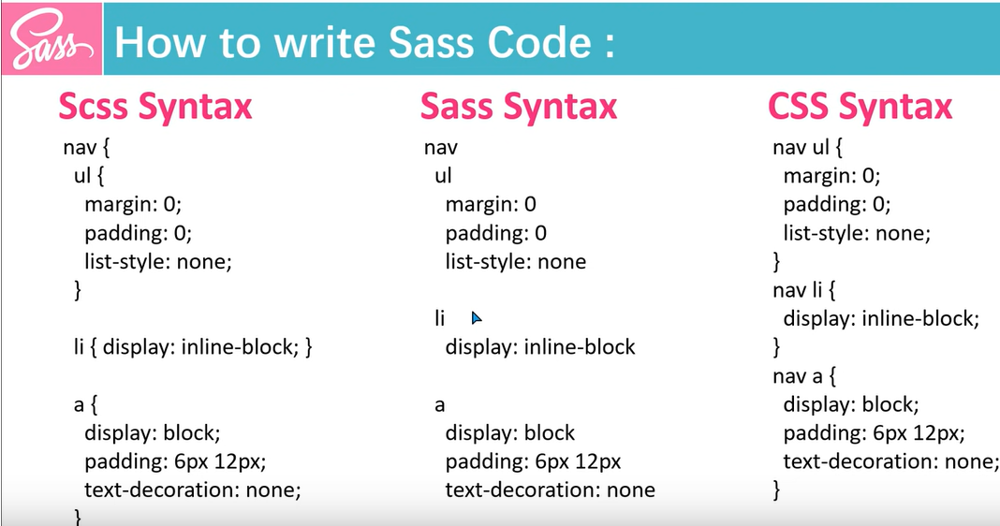 Sass
How to write Sass Code :
Scss Syntax
nav {
ul {
margin: 0;
padding: 0;
list-style: none;
}
li { display: inline-block; }
a {
display: block;
padding: 6px 12px;
text-decoration: none;
}
Sass Syntax
nav
ul
margin: 0
padding: 0
list-style: none
li
display: inline-block
a
display: block
padding: 6px 12px
text-decoration: none
CSS Syntax
nav ul {
margin: 0;
padding: 0;
list-style: none;
}
nav li {
display: inline-block;
}
nav a {
display: block;
padding: 6px 12px;
text-decoration: none;
}